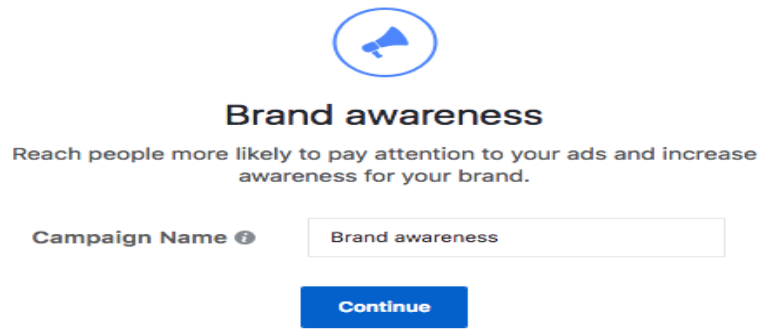 Brand awareness
Reach people more likely to pay attention to your ads and increase
awareness for your brand.
Campaign Name
Brand awareness
Continue